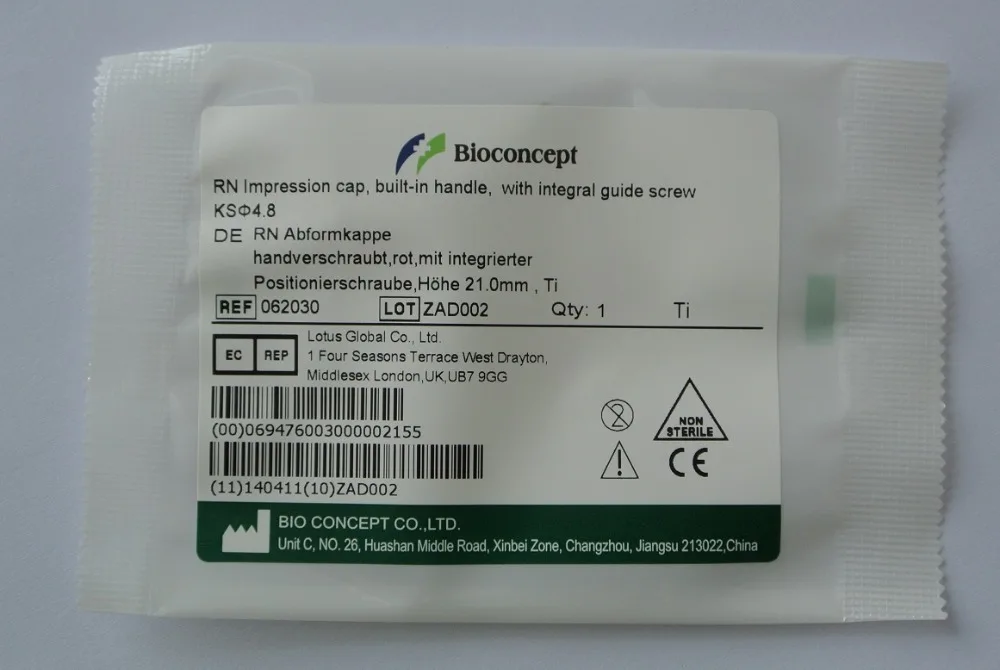 Bioconcept
RN Impression cap, built-in handle, with integral guide screw
KSΦ4.8
DE RN Abformkappe
handverschraubt,rot,mit integrierter
Positionierschraube,Höhe 21.0mm , Ti
REF 062030 LOT ZAD002 Qty: 1 Ti
EC REP
Lotus Global Co., Ltd.
1 Four Seasons Terrace West Drayton,
Middlesex London,UK,UB7 9GG
(00)06947600300002155
(11)140411(10)ZAD002
2
NON
STERILE
!
CE
BIO CONCEPT CO.,LTD.
Unit C, NO. 26, Huashan Middle Road, Xinbei Zone, Changzhou, Jiangsu 213022,China